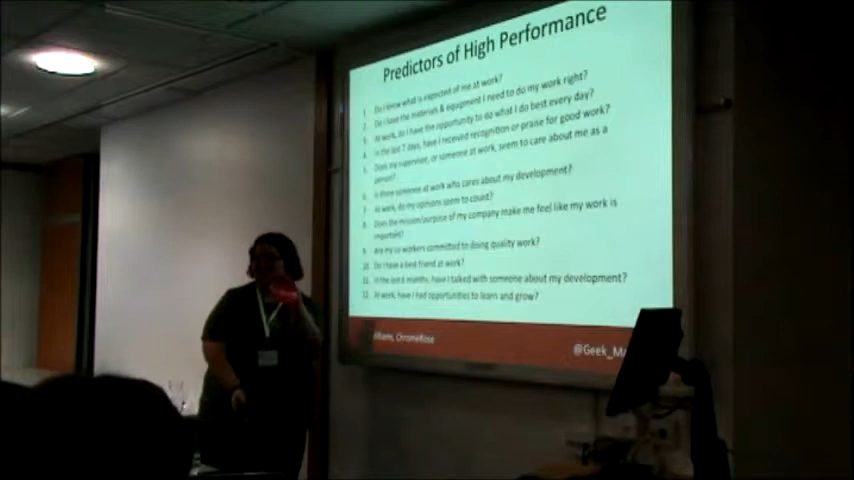 Predictors of High Performance
1. Do I know what is expected of me at work?
2. Do I have the materials & equipment I need to do my work right?
3. At work, do I have the opportunity to do what I do best every day?
4. In the last 7 days, have I received recognition or praise for good work?
5. Does my supervisor, or someone at work, seem to care about me as a
person?
6. Is there someone at work who cares about my development?
7. At work, do my opinions seem to count?
8. Does the mission/purpose of my company make me feel like my work is
important?
9. Are my co-workers committed to doing quality work?
10. Do I have a best friend at work?
11. In the last 6 months, have I talked with someone about my development?
12. At work, have I had opportunities to learn and grow?
ChromeRose
@Geek_M